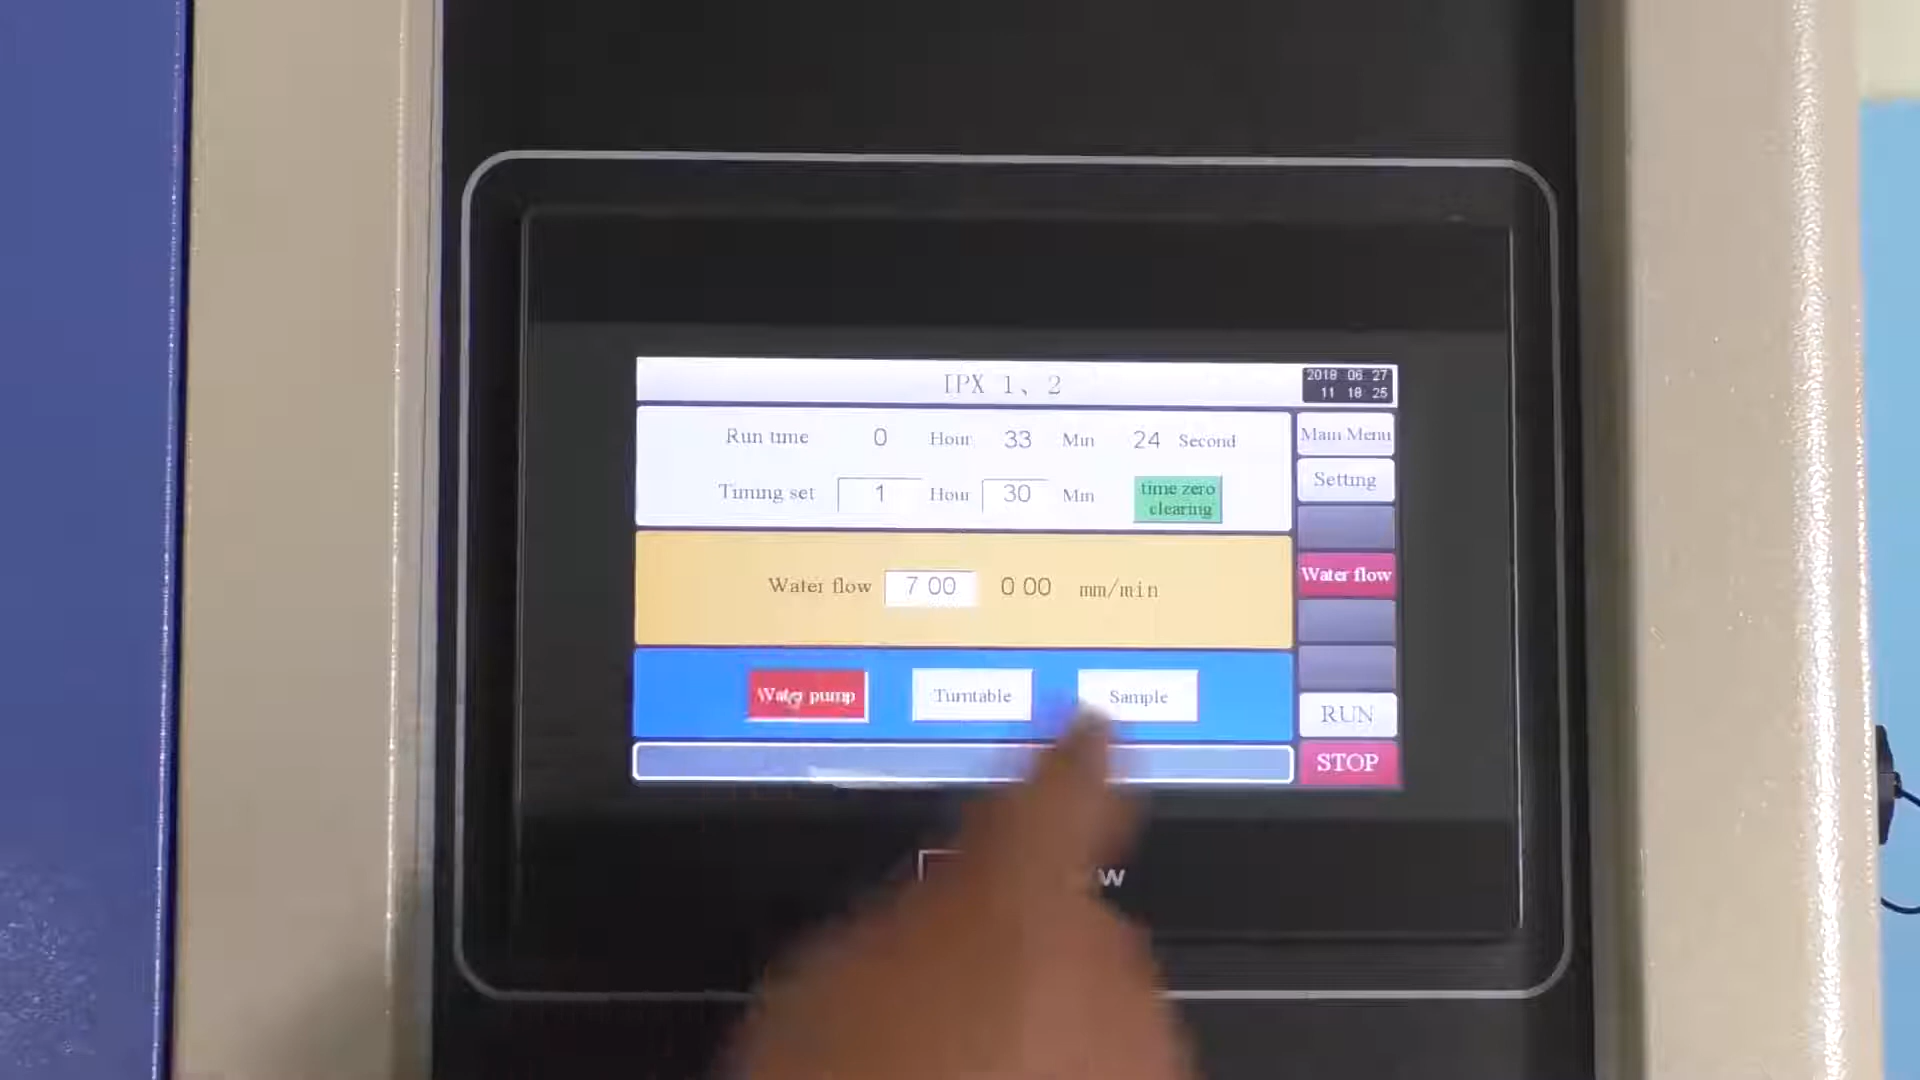 IPX 1、2
2018 06 27
11 18 25
Run time 0 Hour 33 Min 24 Second
Timing set 1 Hour 30 Min
time zero
clearing
Water flow 7 00 0 00 mm/min
Water pump Turntable Sample
Main Menu
Setting
Water flow
RUN
STOP